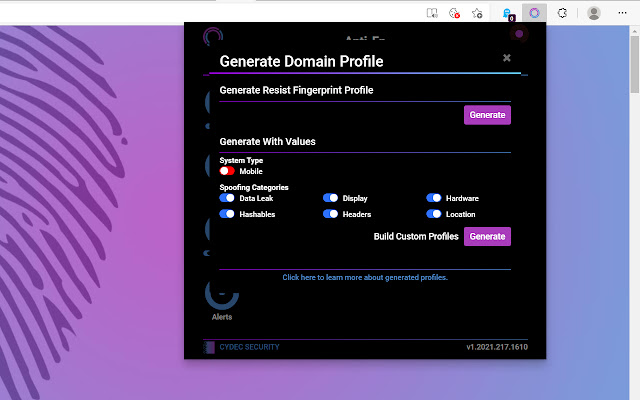 0
Generate Domain Profile ×
Generate Resist Fingerprint Profile
Generate
Generate With Values
System Type
Mobile
Spoofing Categories
Data Leak Display Hardware
Hashables Headers Location
Build Custom Profiles Generate
Click here to learn more about generated profiles.
Alerts
CYDEC SECURITY v1.2021.217.1610